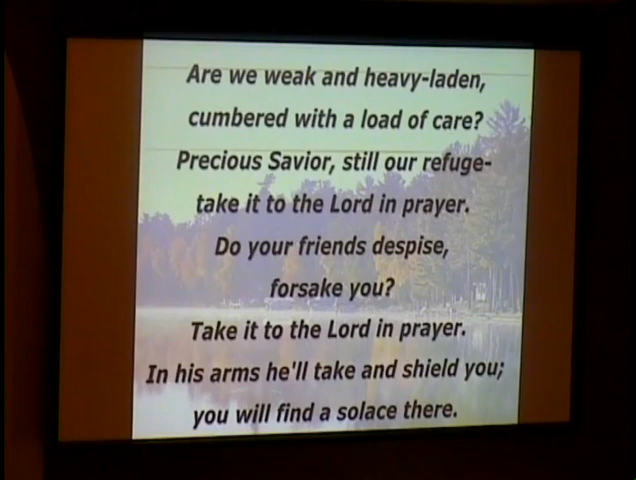 Are we weak and heavy-laden,
cumbered with a load of care?
Precious Savior, still our refuge-
take it to the Lord in prayer.
Do your friends despise,
forsake you?
Take it to the Lord in prayer.
In his arms he'll take and shield you;
you will find a solace there.